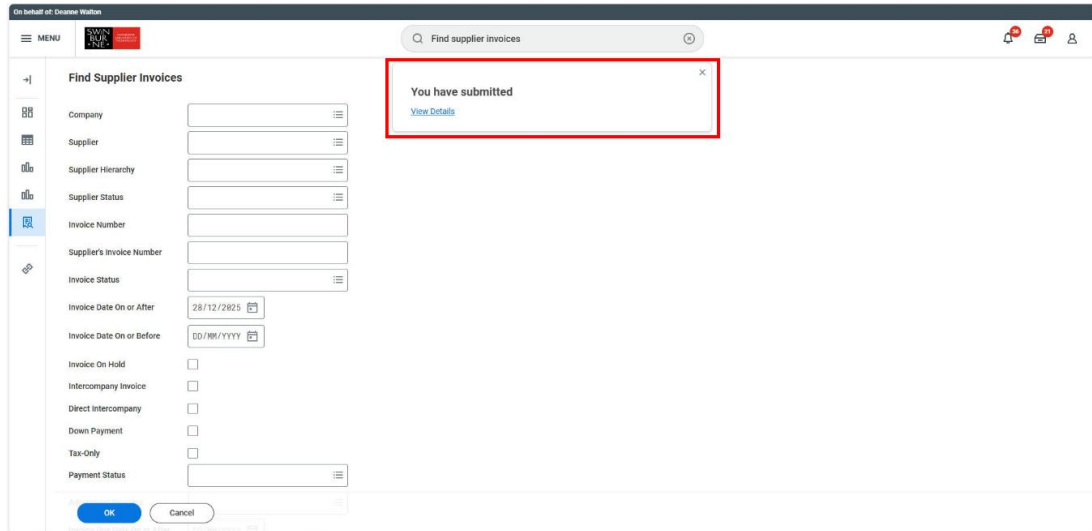 On behalf of: Deanne Walton
MENU
SWIN
BUR
• NE •
Find supplier invoices
36
21
Find Supplier Invoices
You have submitted
View Details
Company
Supplier
Supplier Hierarchy
Supplier Status
Invoice Number
Supplier's Invoice Number
Invoice Status
Invoice Date On or After 28/12/2025
Invoice Date On or Before DD/MM/YYYY
Invoice On Hold
Intercompany Invoice
Direct Intercompany
Down Payment
Tax-Only
Payment Status
OK Cancel